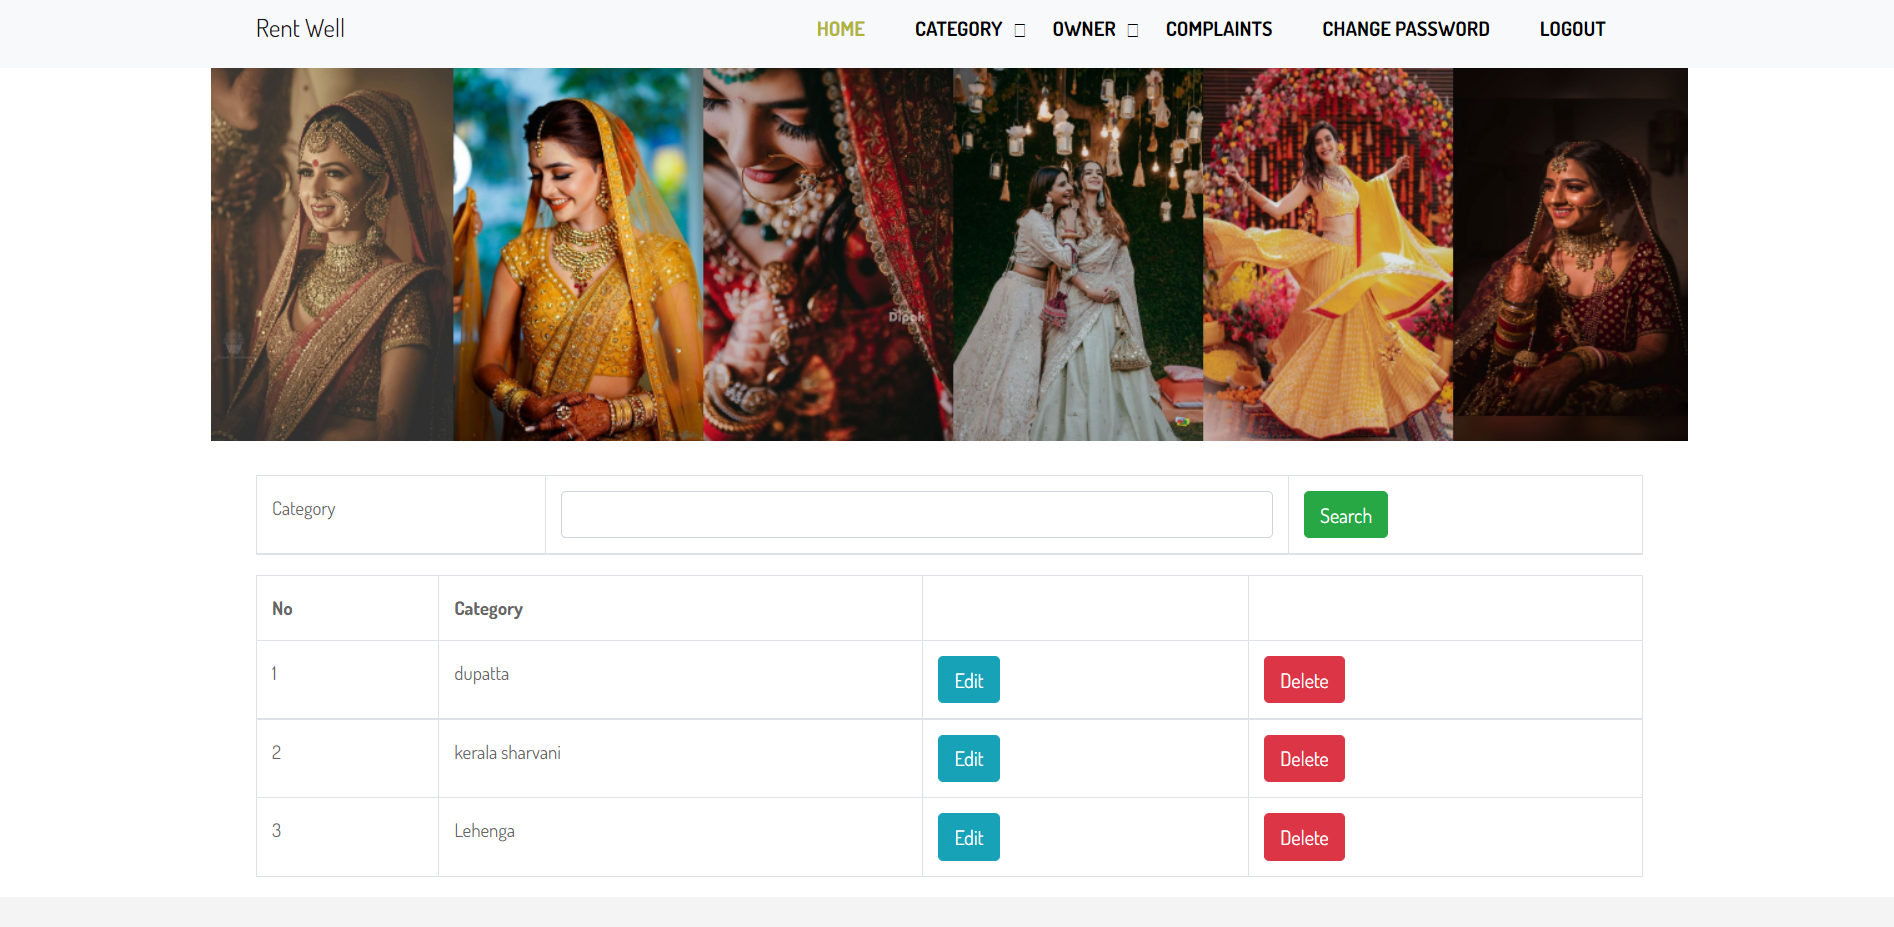 Rent Well HOME CATEGORY OWNER COMPLAINTS CHANGE PASSWORD LOGOUT
Dipak
Category Search
No Category
1 dupatta Edit Delete
2 kerala sharvani Edit Delete
3 Lehenga Edit Delete